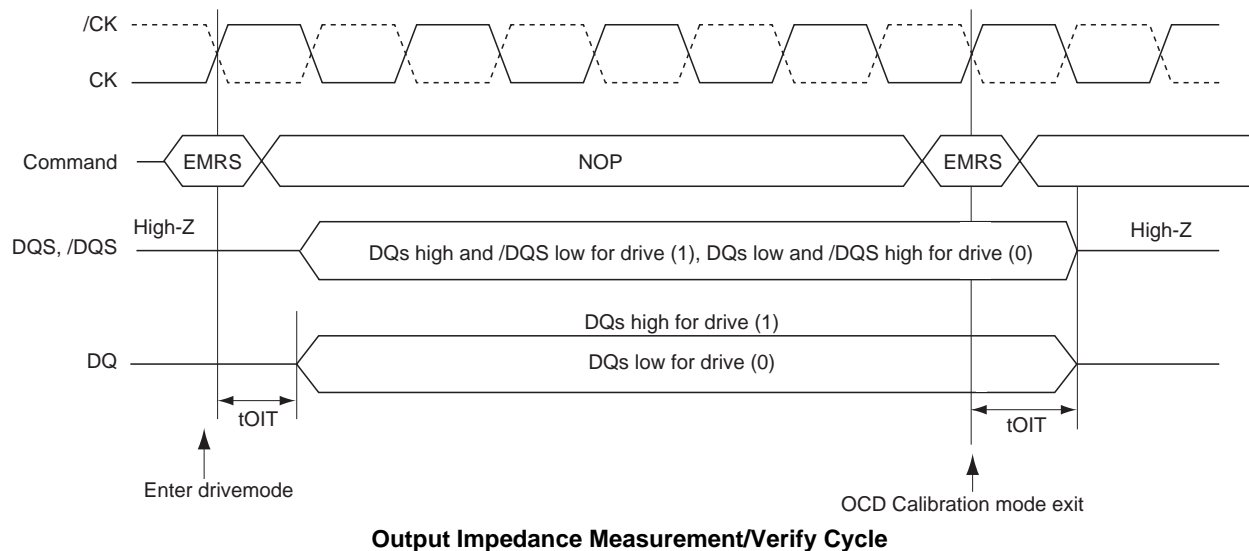 /CK
CK
Command
EMRS
NOP
EMRS
High-Z
High-Z
DQS, /DQS
DQs high and /DQS low for drive (1), DQs low and /DQS high for drive (0)
DQs high for drive (1)
DQ
DQs low for drive (0)
tOIT
tOIT
Enter drivemode
OCD Calibration mode exit
Output Impedance Measurement/Verify Cycle